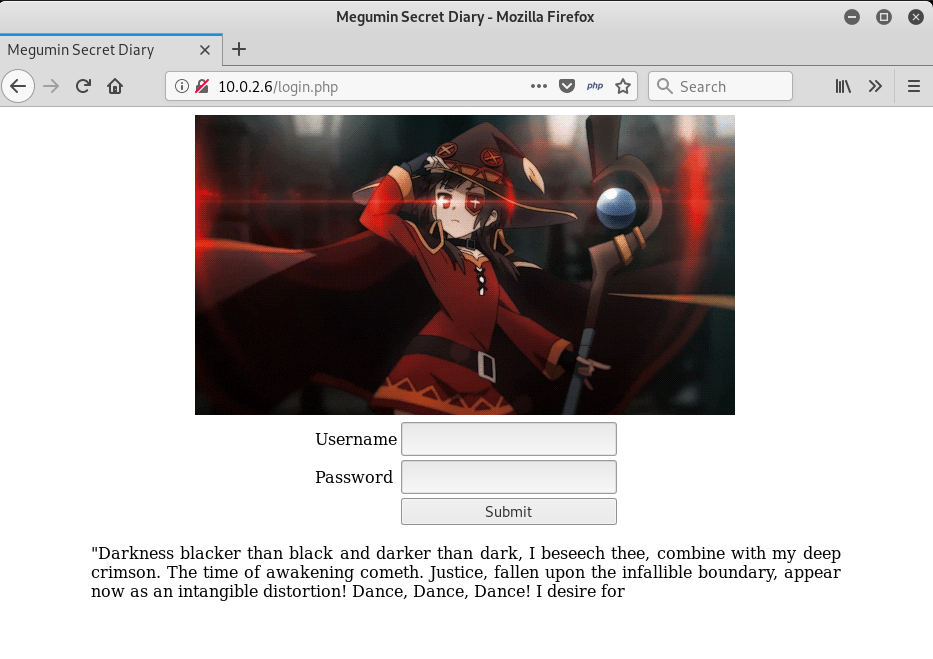 Megumin Secret Diary - Mozilla Firefox
Megumin Secret Diary
10.0.2.6/login.php
php
Search
Username
Password
Submit
"Darkness blacker than black and darker than dark, I beseech thee, combine with my deep
crimson. The time of awakening cometh. Justice, fallen upon the infallible boundary, appear
now as an intangible distortion! Dance, Dance, Dance! I desire for